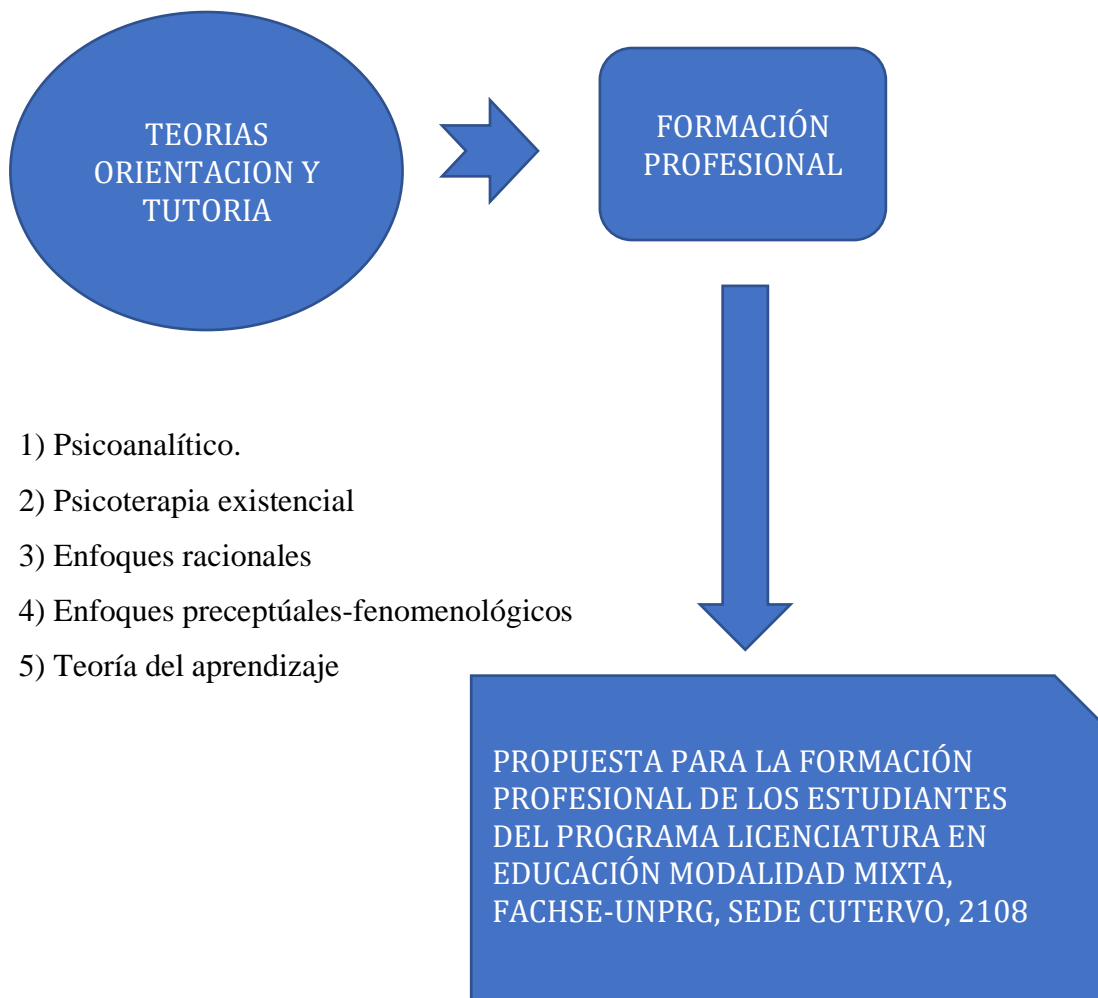 TEORIAS
ORIENTACION Y
TUTORIA
FORMACIÓN
PROFESIONAL
1) Psicoanalítico.
2) Psicoterapia existencial
3) Enfoques racionales
4) Enfoques preceptúales-fenomenológicos
5) Teoría del aprendizaje
PROPUESTA PARA LA FORMACIÓN
PROFESIONAL DE LOS ESTUDIANTES
DEL PROGRAMA LICENCIATURA EN
EDUCACIÓN MODALIDAD MIXTA,
FACHSE-UNPRG, SEDE CUTERVO, 2108